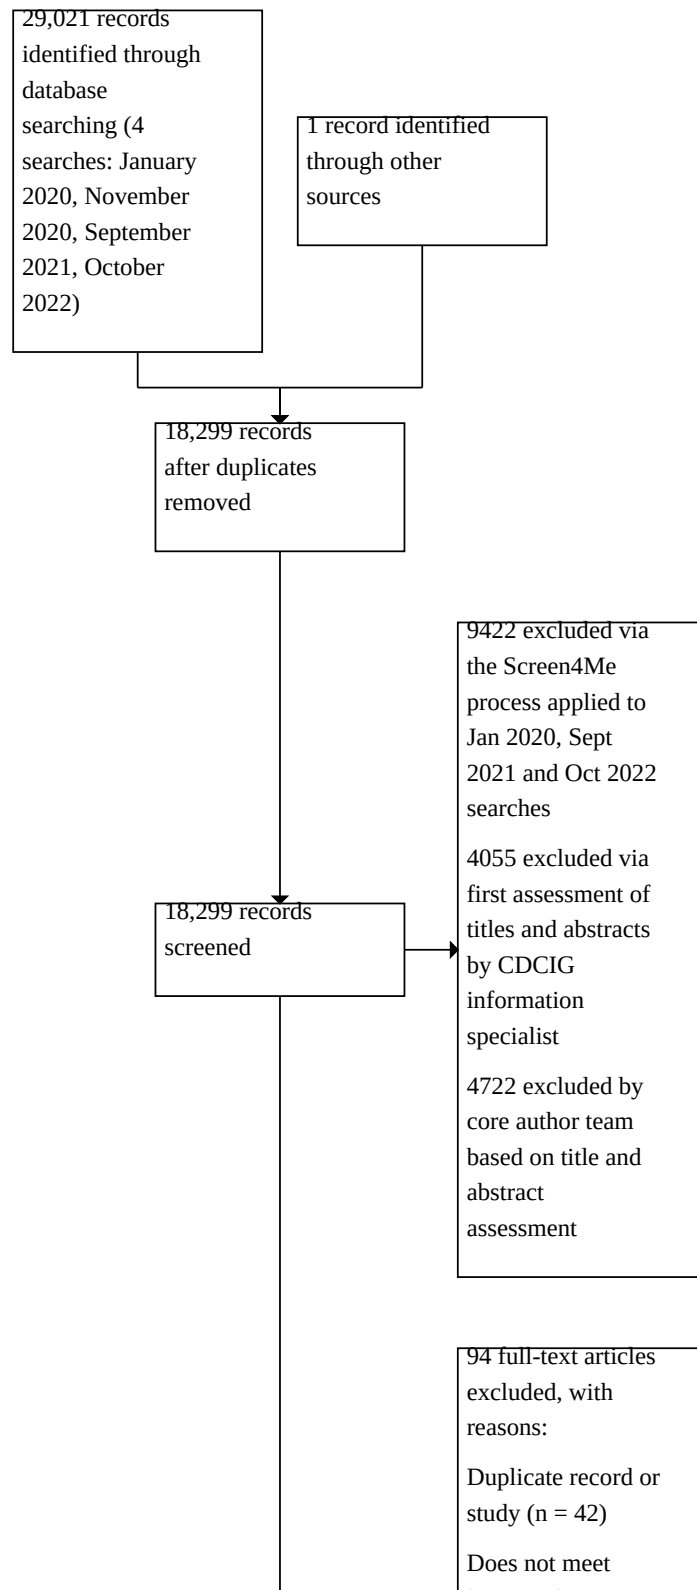 29,021 records
identified through
database
searching (4
searches: January
2020, November
2020, September
2021, October
2022)
1 record identified
through other
sources
18,299 records
after duplicates
removed
9422 excluded via
the Screen4Me
process applied to
Jan 2020, Sept
2021 and Oct 2022
searches
4055 excluded via
first assessment of
titles and abstracts
by CDCIG
information
specialist
4722 excluded by
core author team
based on title and
abstract
assessment
18,299 records
screened
94 full-text articles
excluded, with
reasons:
Duplicate record or
study (n = 42)
Does not meet